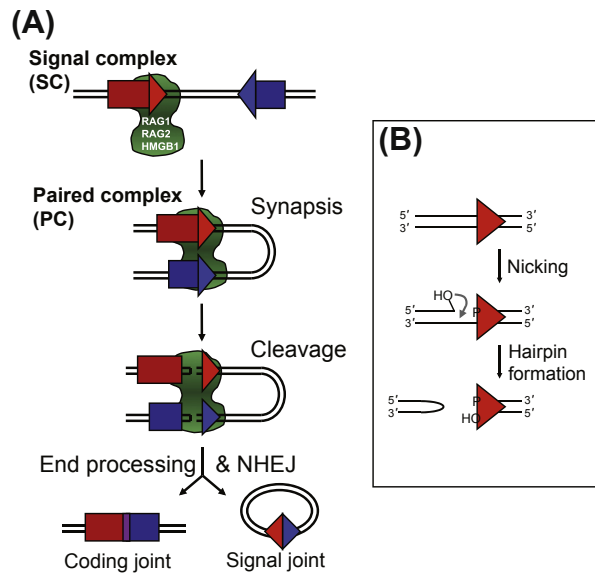 (A)
Signal complex
(SC)
RAG1
RAG2
HMGB1
Paired complex
(PC)
Synapsis
Cleavage
End processing & NHEJ
Coding joint
Signal joint
(B)
5′ 3′
3′ 5′
Nicking
HO
P
5′ 3′
3′ 5′
Hairpin
formation
P
5′ 3′
3′ HO 5′